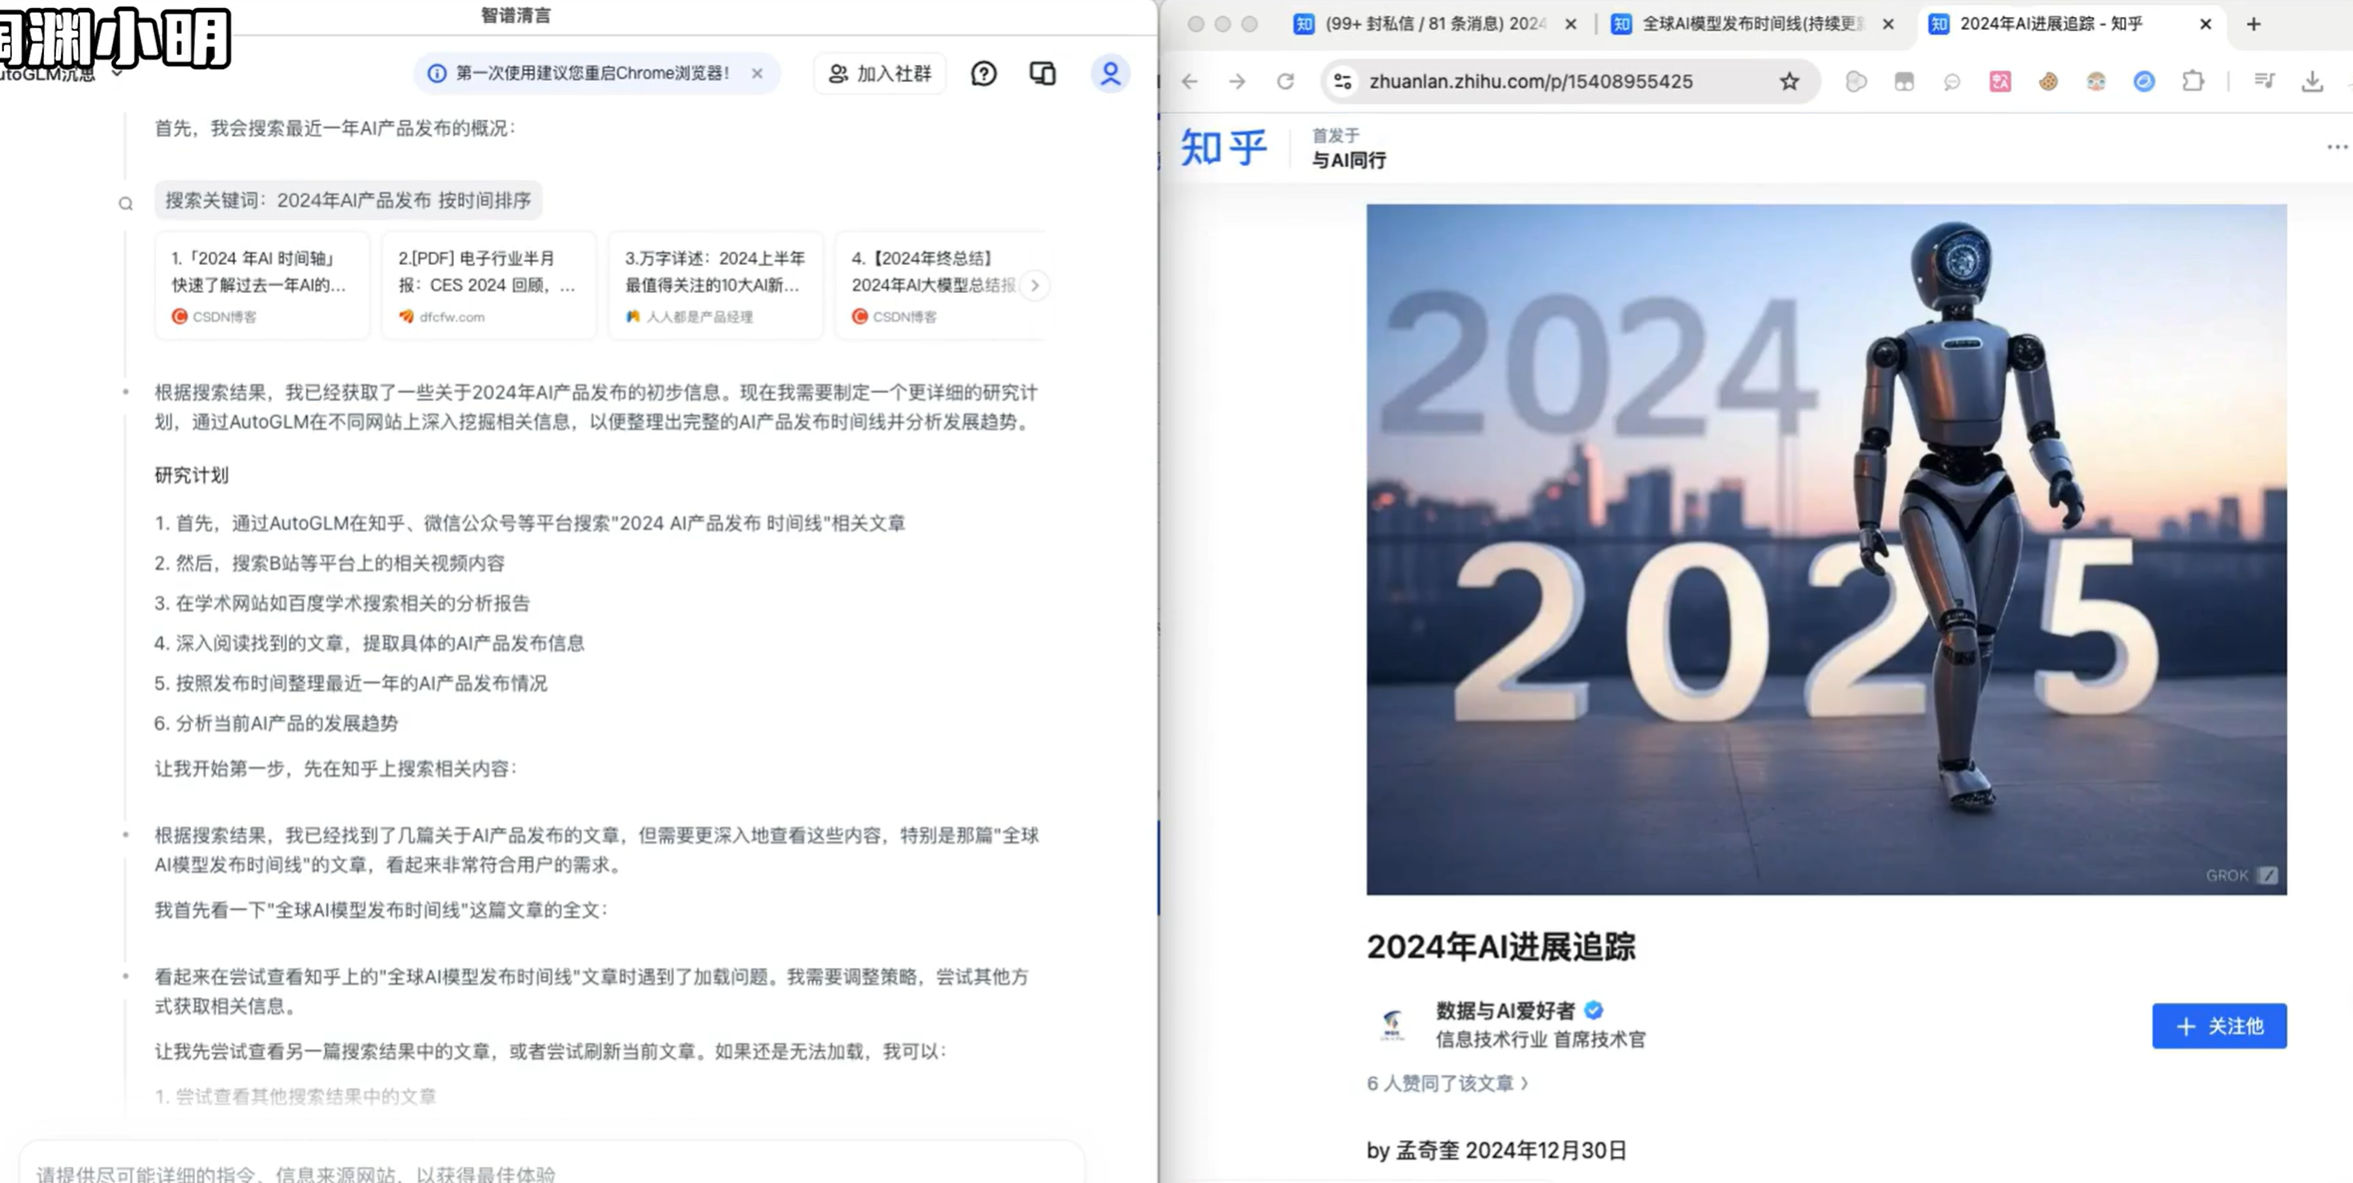 智谱清言
渊小明
utoGLM沉思
第一次使用建议您重启Chrome浏览器!
加入社群
首先，我会搜索最近一年AI产品发布的概况：
搜索关键词：2024年AI产品发布 按时间排序
1.「2024 年AI 时间轴」
快速了解过去一年AI的...
CSDN博客
2.[PDF] 电子行业半月
报：CES 2024 回顾，...
dfcfw.com
3.万字详述：2024上半年
最值得关注的10大AI新...
人人都是产品经理
4.【2024年终总结】
2024年AI大模型总结报
CSDN博客
根据搜索结果，我已经获取了一些关于2024年AI产品发布的初步信息。现在我需要制定一个更详细的研究计
划，通过AutoGLM在不同网站上深入挖掘相关信息，以便整理出完整的AI产品发布时间线并分析发展趋势。
研究计划
1. 首先，通过AutoGLM在知乎、微信公众号等平台搜索"2024 AI产品发布 时间线"相关文章
2. 然后，搜索B站等平台上的相关视频内容
3. 在学术网站如百度学术搜索相关的分析报告
4. 深入阅读找到的文章，提取具体的AI产品发布信息
5. 按照发布时间整理最近一年的AI产品发布情况
6. 分析当前AI产品的发展趋势
让我开始第一步，先在知乎上搜索相关内容：
根据搜索结果，我已经找到了几篇关于AI产品发布的文章，但需要更深入地查看这些内容，特别是那篇"全球
AI模型发布时间线"的文章，看起来非常符合用户的需求。
我首先看一下"全球AI模型发布时间线"这篇文章的全文：
看起来在尝试查看知乎上的"全球AI模型发布时间线"文章时遇到了加载问题。我需要调整策略，尝试其他方
式获取相关信息。
让我先尝试查看另一篇搜索结果中的文章，或者尝试刷新当前文章。如果还是无法加载，我可以：
1. 尝试查看其他搜索结果中的文章
请提供尽可能详细的指令、信息来源网站，以获得最佳体验
知 (99+ 封私信 / 81 条消息) 2024
知 全球AI模型发布时间线(持续更新
知 2024年AI进展追踪 - 知乎
zhuanlan.zhihu.com/p/15408955425
知乎
首发于
与AI同行
2024
2025
GROK
2024年AI进展追踪
数据与AI爱好者
信息技术行业 首席技术官
关注他
6 人赞同了该文章
by 孟奇奎 2024年12月30日